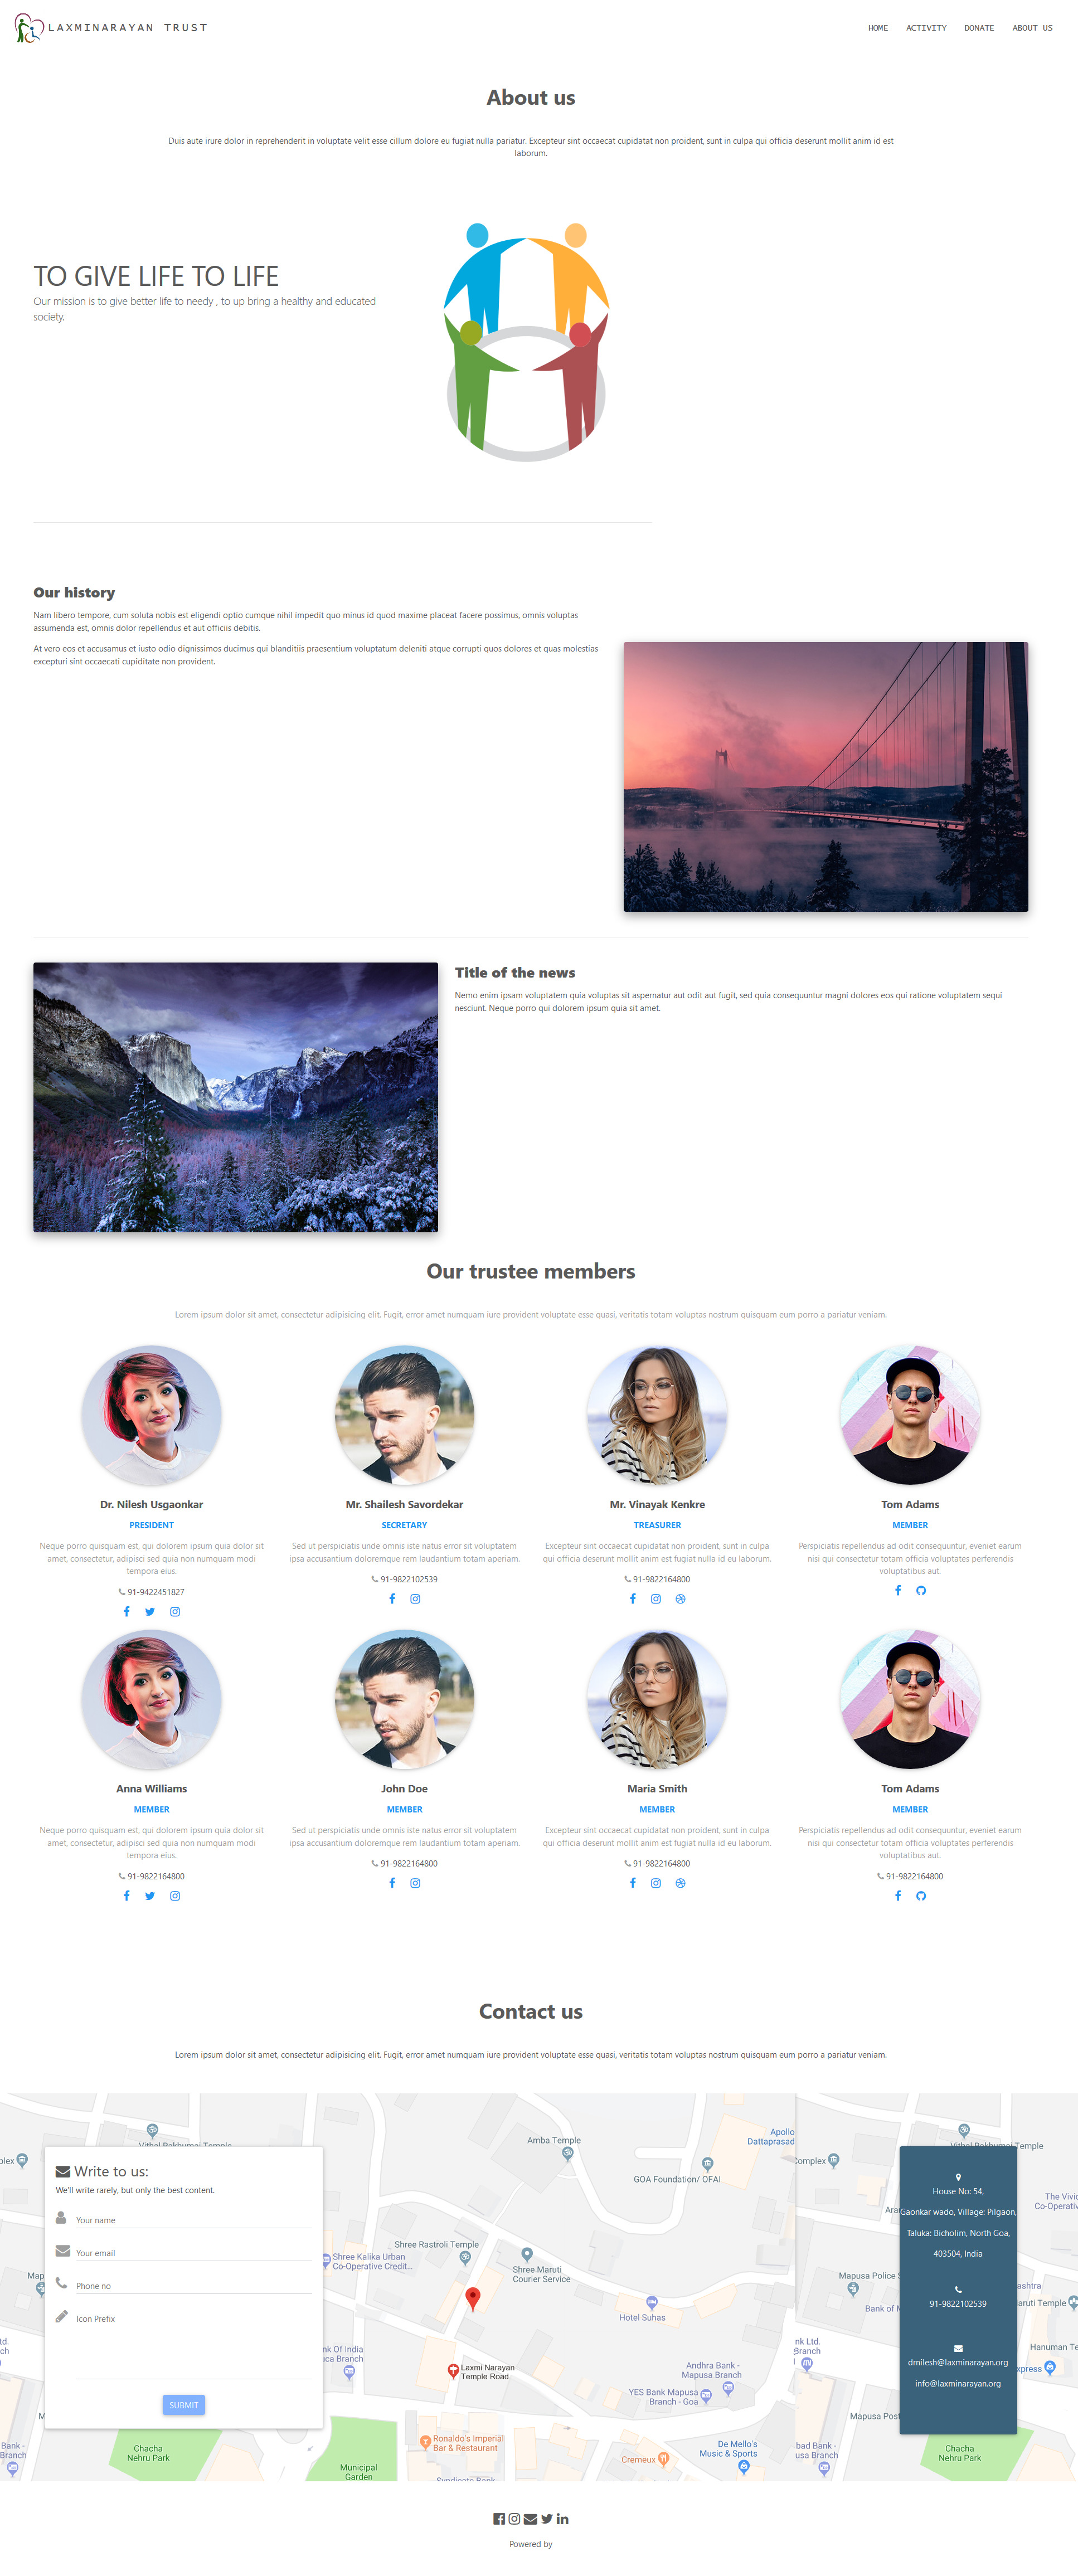 LAXMINARAYAN TRUST
HOME ACTIVITY DONATE ABOUT US
About us
Duis aute irure dolor in reprehenderit in voluptate velit esse cillum dolore eu fugiat nulla pariatur. Excepteur sint occaecat cupidatat non proident, sunt in culpa qui officia deserunt mollit anim id est
laborum.
TO GIVE LIFE TO LIFE
Our mission is to give better life to needy , to up bring a healthy and educated
society.
Our history
Nam libero tempore, cum soluta nobis est eligendi optio cumque nihil impedit quo minus id quod maxime placeat facere possimus, omnis voluptas
assumenda est, omnis dolor repellendus et aut officiis debitis.
At vero eos et accusamus et iusto odio dignissimos ducimus qui blanditiis praesentium voluptatum deleniti atque corrupti quos dolores et quas molestias
excepturi sint occaecati cupiditate non provident.
Title of the news
Nemo enim ipsam voluptatem quia voluptas sit aspernatur aut odit aut fugit, sed quia consequuntur magni dolores eos qui ratione voluptatem sequi
nesciunt. Neque porro qui dolorem ipsum quia sit amet.
Our trustee members
Lorem ipsum dolor sit amet, consectetur adipisicing elit. Fugit, error amet numquam iure provident voluptate esse quasi, veritatis totam voluptas nostrum quisquam eum porro a pariatur veniam.
Dr. Nilesh Usgaonkar
PRESIDENT
Neque porro quisquam est, qui dolorem ipsum quia dolor sit
amet, consectetur, adipisci sed quia non numquam modi
tempora eius.
91-9422451827
Mr. Shailesh Savordekar
SECRETARY
Sed ut perspiciatis unde omnis iste natus error sit voluptatem
ipsa accusantium doloremque rem laudantium totam aperiam.
91-9822102539
Mr. Vinayak Kenkre
TREASURER
Excepteur sint occaecat cupidatat non proident, sunt in culpa
qui officia deserunt mollit anim est fugiat nulla id eu laborum.
91-9822164800
Tom Adams
MEMBER
Perspiciatis repellendus ad odit consequuntur, eveniet earum
nisi qui consectetur totam officia voluptates perferendis
voluptatibus aut.
Anna Williams
MEMBER
Neque porro quisquam est, qui dolorem ipsum quia dolor sit
amet, consectetur, adipisci sed quia non numquam modi
tempora eius.
91-9822164800
John Doe
MEMBER
Sed ut perspiciatis unde omnis iste natus error sit voluptatem
ipsa accusantium doloremque rem laudantium totam aperiam.
91-9822164800
Maria Smith
MEMBER
Excepteur sint occaecat cupidatat non proident, sunt in culpa
qui officia deserunt mollit anim est fugiat nulla id eu laborum.
91-9822164800
Tom Adams
MEMBER
Perspiciatis repellendus ad odit consequuntur, eveniet earum
nisi qui consectetur totam officia voluptates perferendis
voluptatibus aut.
91-9822164800
Contact us
Lorem ipsum dolor sit amet, consectetur adipisicing elit. Fugit, error amet numquam iure provident voluptate esse quasi, veritatis totam voluptas nostrum quisquam eum porro a pariatur veniam.
Write to us:
We'll write rarely, but only the best content.
Your name
Your email
Phone no
Icon Prefix
SUBMIT
Amba Temple
Apollo
Dattaprasad
GOA Foundation/ OFAI
Shree Rastroli Temple
Shree Kalika Urban
Co-Operative Credit...
Shree Maruti
Courier Service
Hotel Suhas
Laxmi Narayan
Temple Road
Andhra Bank -
Mapusa Branch
YES Bank Mapusa
Branch - Goa
Ronaldo's Imperial
Bar & Restaurant
De Mello's
Music & Sports
Cremeux
Municipal
Garden
Chacha
Nehru Park
House No: 54,
Gaonkar wado, Village: Pilgaon,
Taluka: Bicholim, North Goa,
403504, India
91-9822102539
drnilesh@laxminarayan.org
info@laxminarayan.org
Chacha
Nehru Park
Powered by